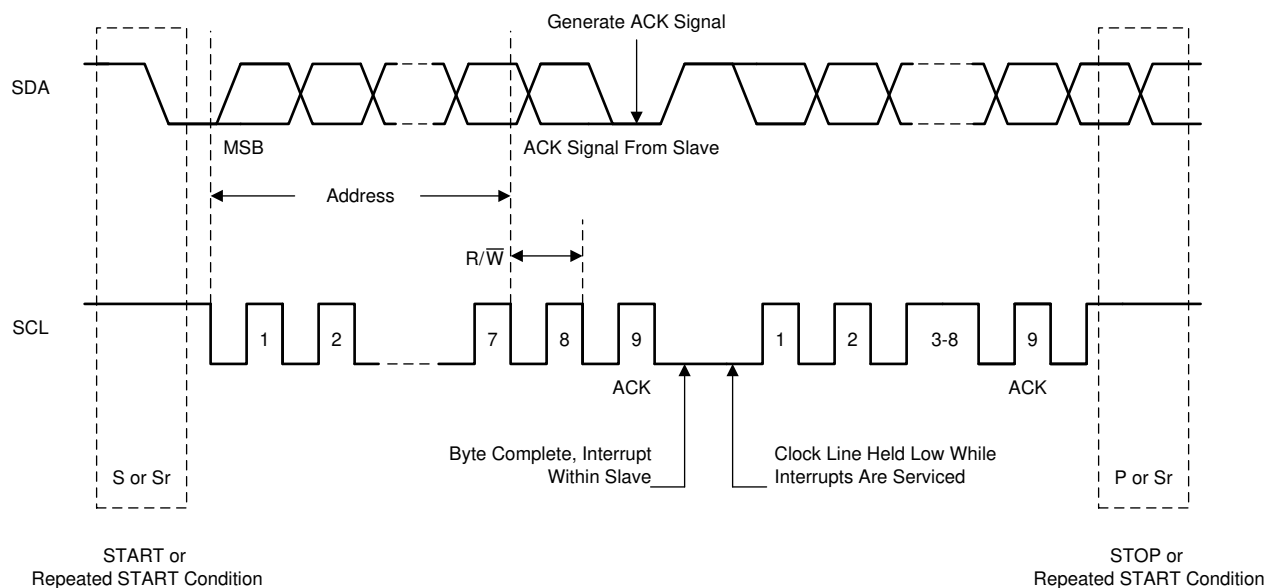 Generate ACK Signal
SDA
MSB
ACK Signal From Slave
Address
R/W̅
SCL
1
2
7
8
9
1
2
3-8
9
ACK
ACK
Byte Complete, Interrupt
Within Slave
Clock Line Held Low While
Interrupts Are Serviced
S or Sr
P or Sr
START or
Repeated START Condition
STOP or
Repeated START Condition